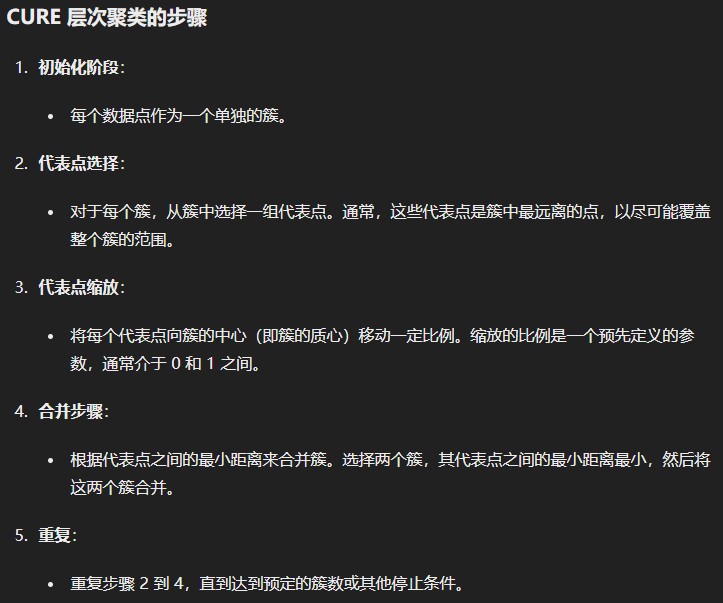 CURE 层次聚类的步骤
1. 初始化阶段：
• 每个数据点作为一个单独的簇。
2. 代表点选择：
• 对于每个簇，从簇中选择一组代表点。通常，这些代表点是簇中最远离的点，以尽可能覆盖
整个簇的范围。
3. 代表点缩放：
• 将每个代表点向簇的中心（即簇的质心）移动一定比例。缩放的比例是一个预先定义的参
数，通常介于 0 和 1 之间。
4. 合并步骤：
• 根据代表点之间的最小距离来合并簇。选择两个簇，其代表点之间的最小距离最小，然后将
这两个簇合并。
5. 重复：
• 重复步骤 2 到 4，直到达到预定的簇数或其他停止条件。